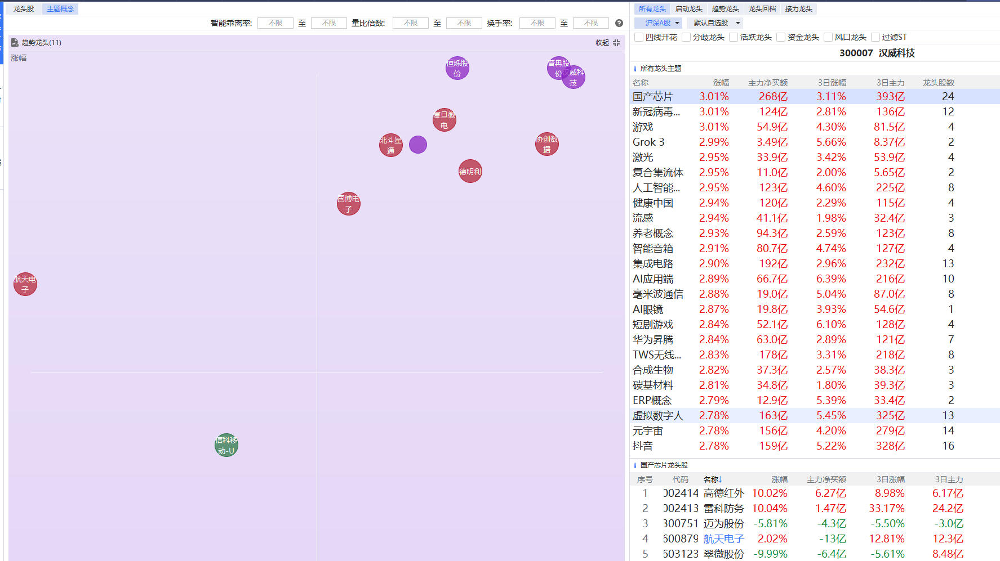 龙头股 主题概念
智能乖离率: 不限 至 不限 量比倍数: 不限 至 不限 换手率: 不限 至 不限 ?
趋势龙头(11) 收起
涨幅
恒烁股份
普冉股份
汉威科技
复旦微电
北斗星通
协创数据
德明利
国博电子
航天电子
信科移动-U
所有龙头 启动龙头 趋势龙头 龙头回档 接力龙头
沪深A股 默认自选股
四线开花 分歧龙头 活跃龙头 资金龙头 风口龙头 过滤ST
300007 汉威科技
所有龙头主题
名称 涨幅 主力净买额 3日涨幅 3日主力 龙头股数
国产芯片 3.01% 268亿 3.11% 393亿 24
新冠病毒... 3.01% 124亿 2.81% 136亿 12
游戏 3.01% 54.9亿 4.30% 81.5亿 4
Grok 3 2.99% 3.49亿 5.66% 8.37亿 2
激光 2.95% 33.9亿 3.42% 53.9亿 4
复合集流体 2.95% 11.0亿 2.00% 5.65亿 2
人工智能... 2.95% 123亿 4.60% 225亿 8
健康中国 2.94% 120亿 2.29% 115亿 4
流感 2.94% 41.1亿 1.98% 32.4亿 3
养老概念 2.93% 94.3亿 2.59% 123亿 8
智能音箱 2.91% 80.7亿 4.74% 127亿 4
集成电路 2.90% 192亿 2.96% 232亿 13
AI应用端 2.89% 66.7亿 6.39% 216亿 10
毫米波通信 2.88% 19.0亿 5.04% 87.0亿 8
AI眼镜 2.87% 19.8亿 3.93% 54.6亿 1
短剧游戏 2.84% 52.1亿 6.10% 128亿 4
华为昇腾 2.84% 63.0亿 2.89% 121亿 7
TWS无线... 2.83% 178亿 3.31% 218亿 8
合成生物 2.82% 37.3亿 2.57% 38.3亿 3
碳基材料 2.81% 34.8亿 1.80% 39.3亿 3
ERP概念 2.79% 12.9亿 5.39% 33.4亿 2
虚拟数字人 2.78% 163亿 5.45% 325亿 13
元宇宙 2.78% 156亿 4.20% 279亿 14
抖音 2.78% 159亿 5.22% 328亿 16
国产芯片龙头股
序号 代码 名称↓ 涨幅 主力净买额 3日涨幅 3日主力
1 002414 高德红外 10.02% 6.27亿 8.98% 6.17亿
2 002413 雷科防务 10.04% 1.47亿 33.17% 24.2亿
3 300751 迈为股份 -5.81% -4.3亿 -5.50% -3.0亿
4 600879 航天电子 2.02% -13亿 12.81% 12.3亿
5 603123 翠微股份 -9.99% -6.4亿 -5.61% 8.48亿